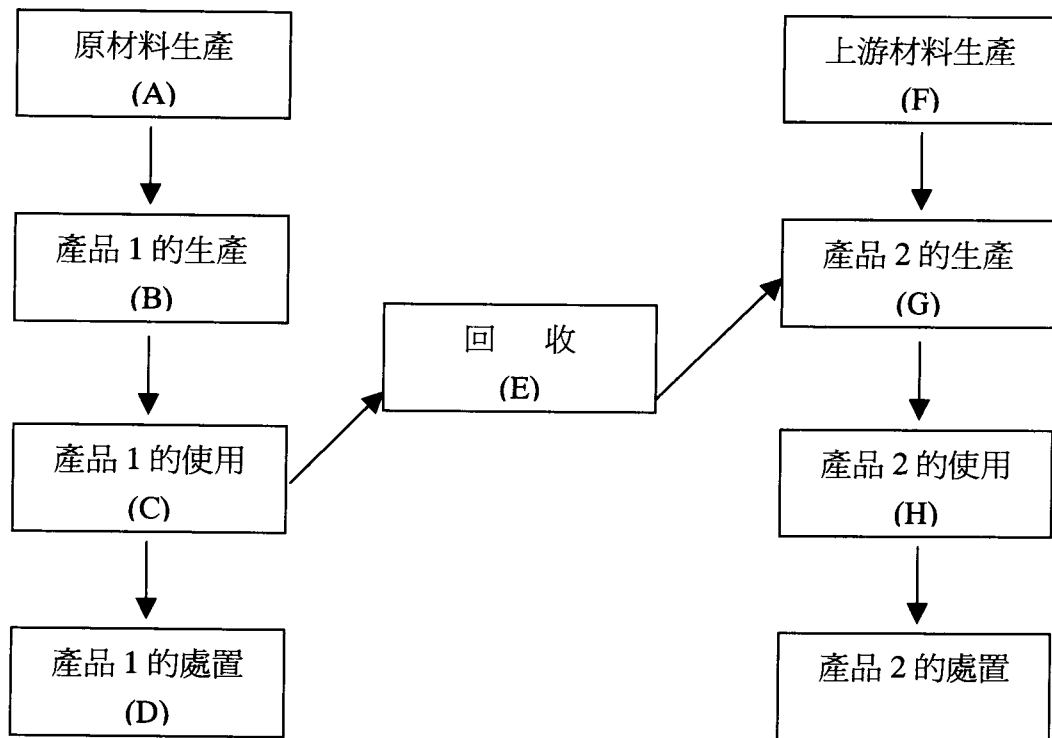 原材料生產
(A)
產品 1 的生產
(B)
產品 1 的使用
(C)
產品 1 的處置
(D)
回 收
(E)
上游材料生產
(F)
產品 2 的生產
(G)
產品 2 的使用
(H)
產品 2 的處置